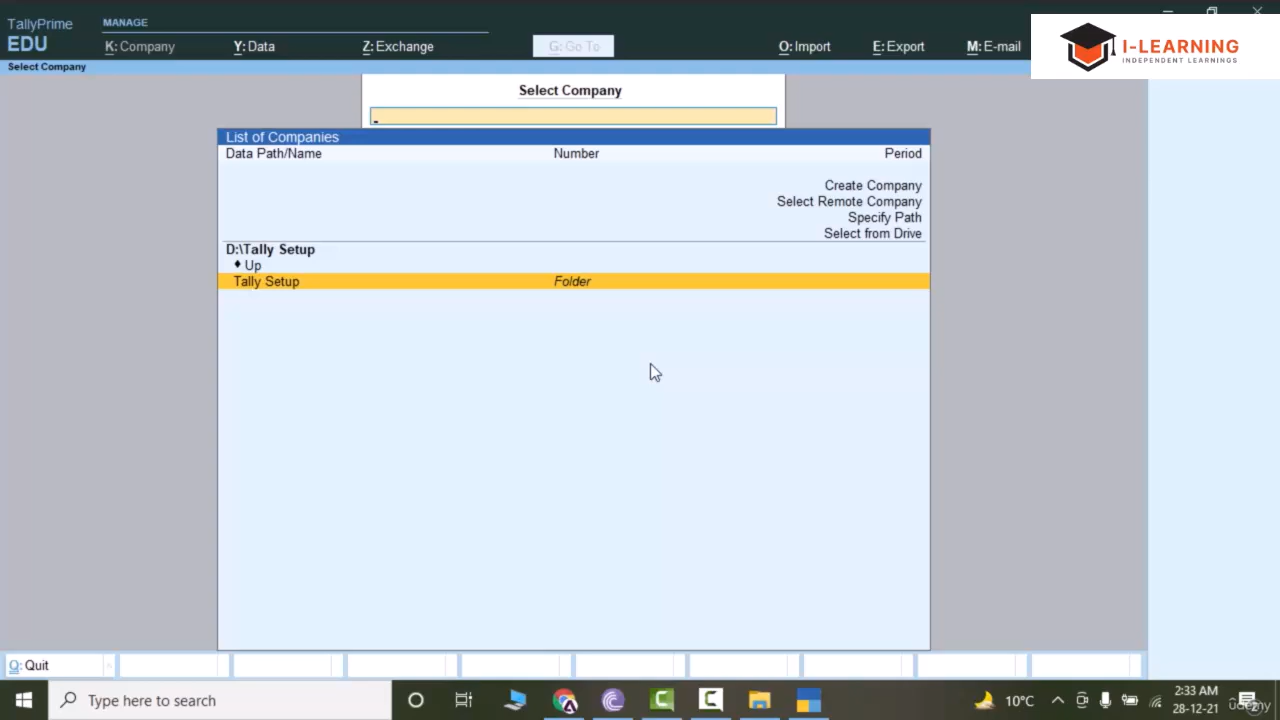 TallyPrime
EDU
MANAGE
K: Company
Y: Data
Z: Exchange
G: Go To
O: Import
E: Export
M: E-mail
I-LEARNING
INDEPENDENT LEARNINGS
Select Company
Select Company
List of Companies
Data Path/Name Number Period
Create Company
Select Remote Company
Specify Path
Select from Drive
D:\Tally Setup
♦ Up
Tally Setup Folder
Q: Quit
Type here to search
10°C
2:33 AM
28-12-21
udemy